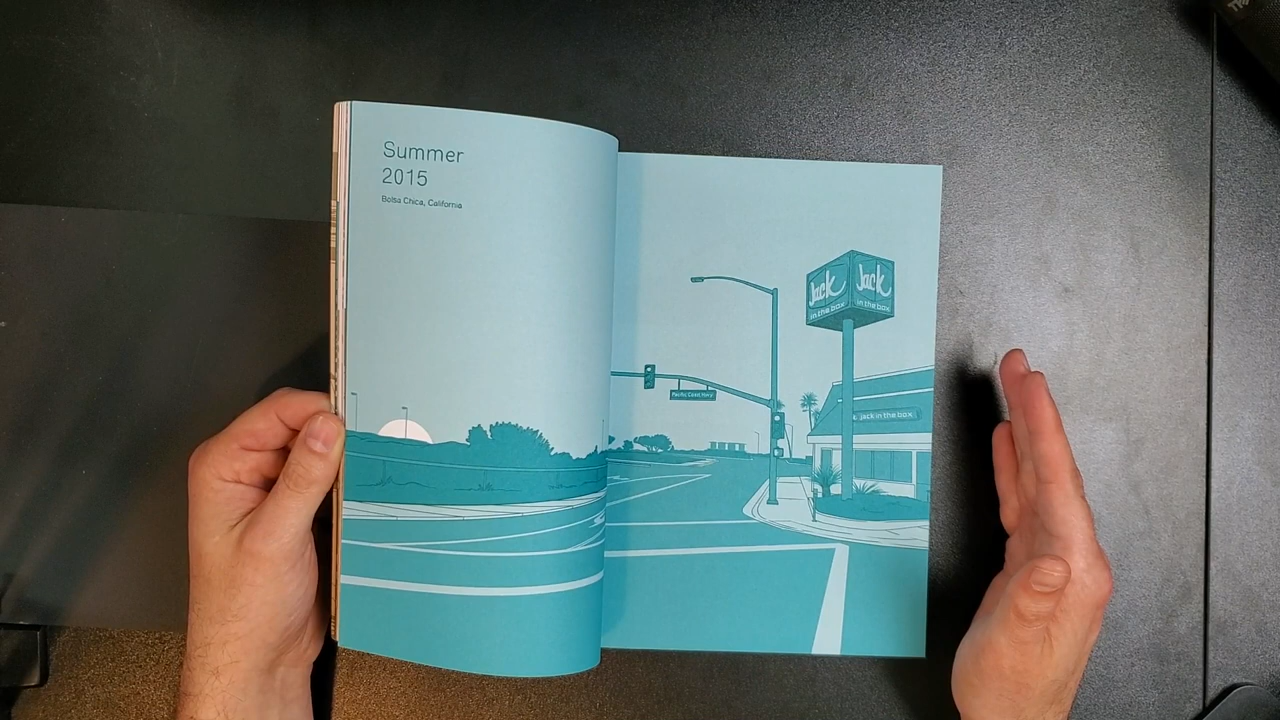 Summer
2015
Bolsa Chica, California
Jack
in the box
Jack
in the box
Pacific Coast Hwy
jack in the box